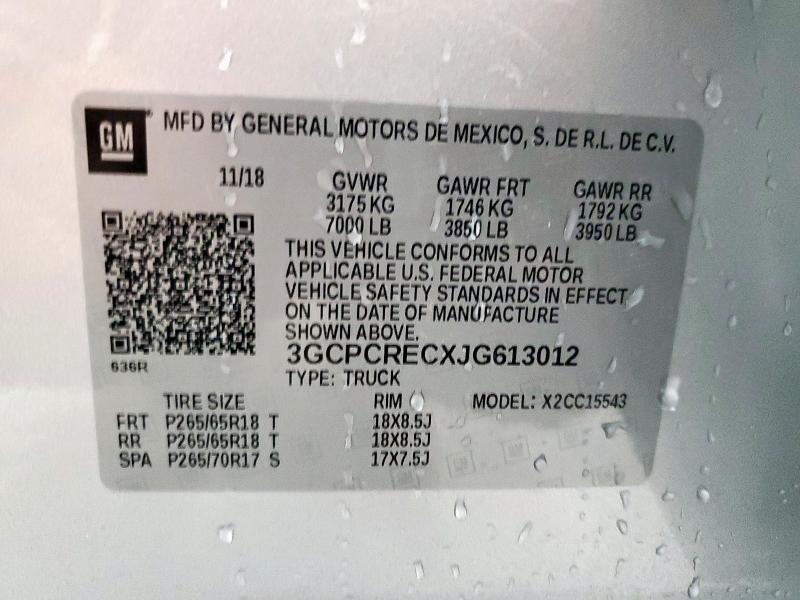 GM
MFD BY GENERAL MOTORS DE MEXICO, S. DE R.L. DE C.V.
11/18 GVWR GAWR FRT GAWR RR
3175 KG 1746 KG 1792 KG
7000 LB 3850 LB 3950 LB
THIS VEHICLE CONFORMS TO ALL
APPLICABLE U.S. FEDERAL MOTOR
VEHICLE SAFETY STANDARDS IN EFFECT
ON THE DATE OF MANUFACTURE
SHOWN ABOVE.
3GCPCRECXJG613012
636R
TYPE: TRUCK
TIRE SIZE RIM MODEL: X2CC15543
FRT P265/65R18 T 18X8.5J
RR P265/65R18 T 18X8.5J
SPA P265/70R17 S 17X7.5J